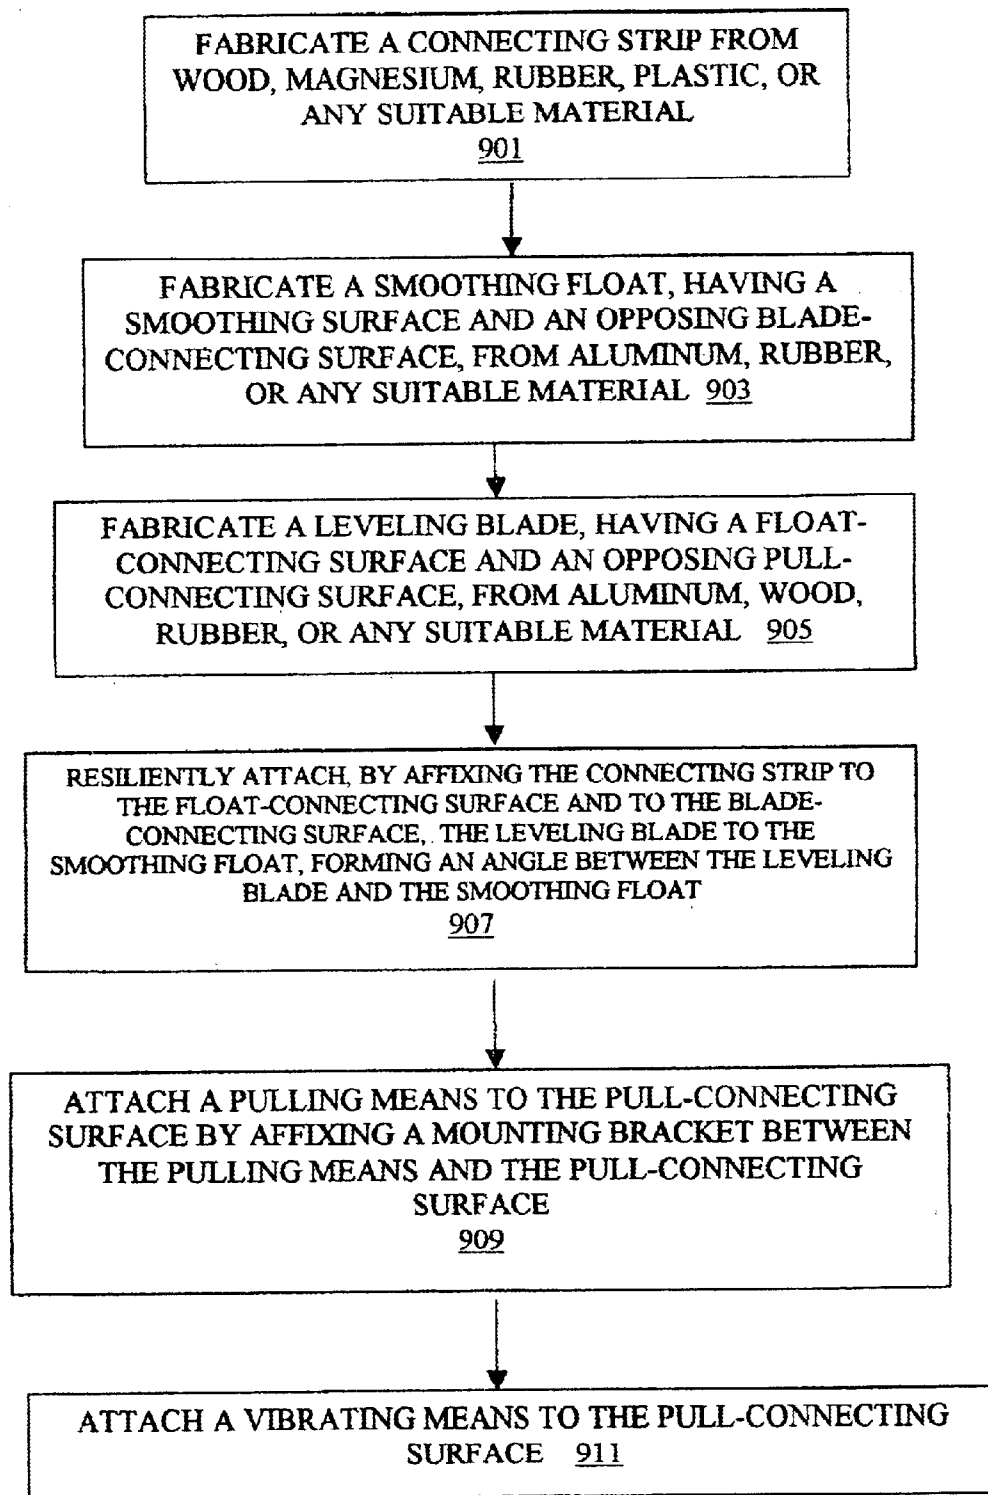 FABRICATE A CONNECTING STRIP FROM
WOOD, MAGNESIUM, RUBBER, PLASTIC, OR
ANY SUITABLE MATERIAL
901
FABRICATE A SMOOTHING FLOAT, HAVING A
SMOOTHING SURFACE AND AN OPPOSING BLADE-
CONNECTING SURFACE, FROM ALUMINUM, RUBBER,
OR ANY SUITABLE MATERIAL 903
FABRICATE A LEVELING BLADE, HAVING A FLOAT-
CONNECTING SURFACE AND AN OPPOSING PULL-
CONNECTING SURFACE, FROM ALUMINUM, WOOD,
RUBBER, OR ANY SUITABLE MATERIAL 905
RESILIENTLY ATTACH, BY AFFIXING THE CONNECTING STRIP TO
THE FLOAT-CONNECTING SURFACE AND TO THE BLADE-
CONNECTING SURFACE, THE LEVELING BLADE TO THE
SMOOTHING FLOAT, FORMING AN ANGLE BETWEEN THE LEVELING
BLADE AND THE SMOOTHING FLOAT
907
ATTACH A PULLING MEANS TO THE PULL-CONNECTING
SURFACE BY AFFIXING A MOUNTING BRACKET BETWEEN
THE PULLING MEANS AND THE PULL-CONNECTING
SURFACE
909
ATTACH A VIBRATING MEANS TO THE PULL-CONNECTING
SURFACE 911